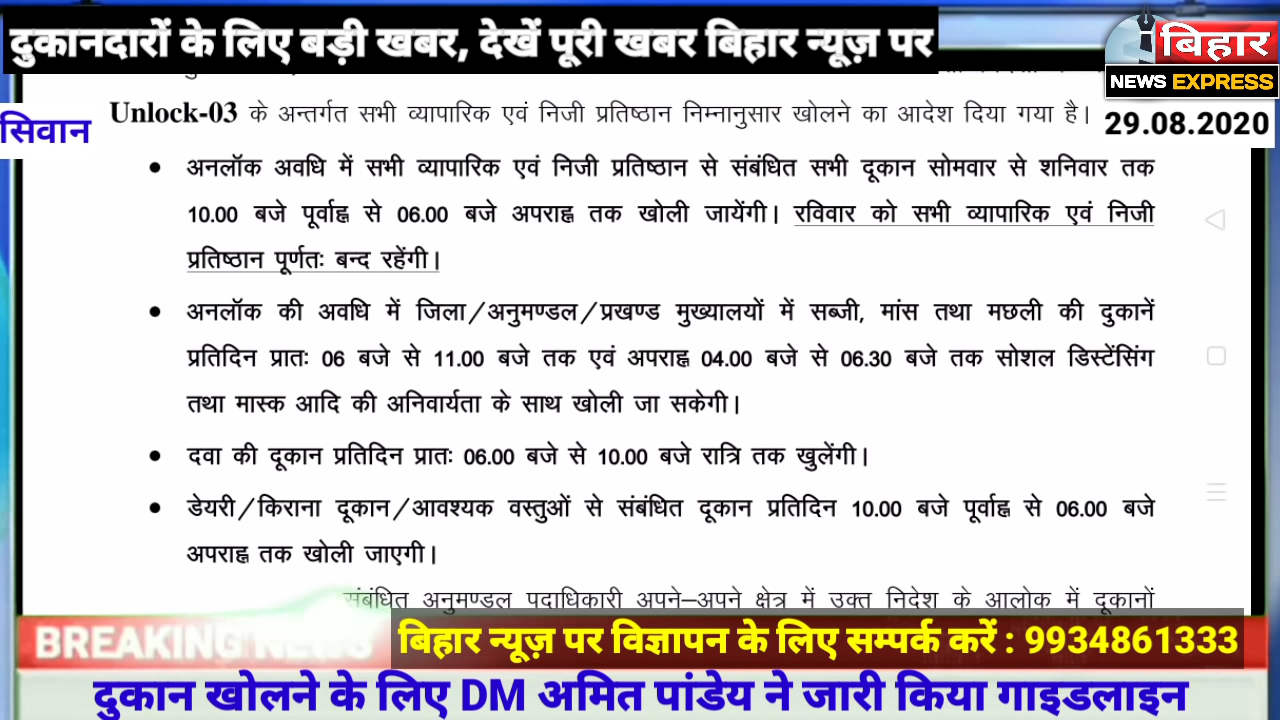 दुकानदारों के लिए बड़ी खबर, देखें पूरी खबर बिहार न्यूज़ पर
बिहार
NEWS EXPRESS
29.08.2020
सिवान
Unlock-03 के अन्तर्गत सभी व्यापारिक एवं निजी प्रतिष्ठान निम्नानुसार खोलने का आदेश दिया गया है।
• अनलॉक अवधि में सभी व्यापारिक एवं निजी प्रतिष्ठान से संबंधित सभी दूकान सोमवार से शनिवार तक
10.00 बजे पूर्वाह्न से 06.00 बजे अपराह्न तक खोली जायेंगी। रविवार को सभी व्यापारिक एवं निजी
प्रतिष्ठान पूर्णतः बन्द रहेंगी।
• अनलॉक की अवधि में जिला/अनुमण्डल/प्रखण्ड मुख्यालयों में सब्जी, मांस तथा मछली की दुकानें
प्रतिदिन प्रातः 06 बजे से 11.00 बजे तक एवं अपराह्न 04.00 बजे से 06.30 बजे तक सोशल डिस्टेंसिंग
तथा मास्क आदि की अनिवार्यता के साथ खोली जा सकेगी।
• दवा की दूकान प्रतिदिन प्रातः 06.00 बजे से 10.00 बजे रात्रि तक खुलेंगी।
• डेयरी/किराना दूकान/आवश्यक वस्तुओं से संबंधित दूकान प्रतिदिन 10.00 बजे पूर्वाह्न से 06.00 बजे
अपराह्न तक खोली जाएगी।
संबंधित अनुमण्डल पदाधिकारी अपने–अपने क्षेत्र में उक्त निदेश के आलोक में दूकानों
BREAKING NEWS
बिहार न्यूज़ पर विज्ञापन के लिए सम्पर्क करें : 9934861333
दुकान खोलने के लिए DM अमित पांडेय ने जारी किया गाइडलाइन